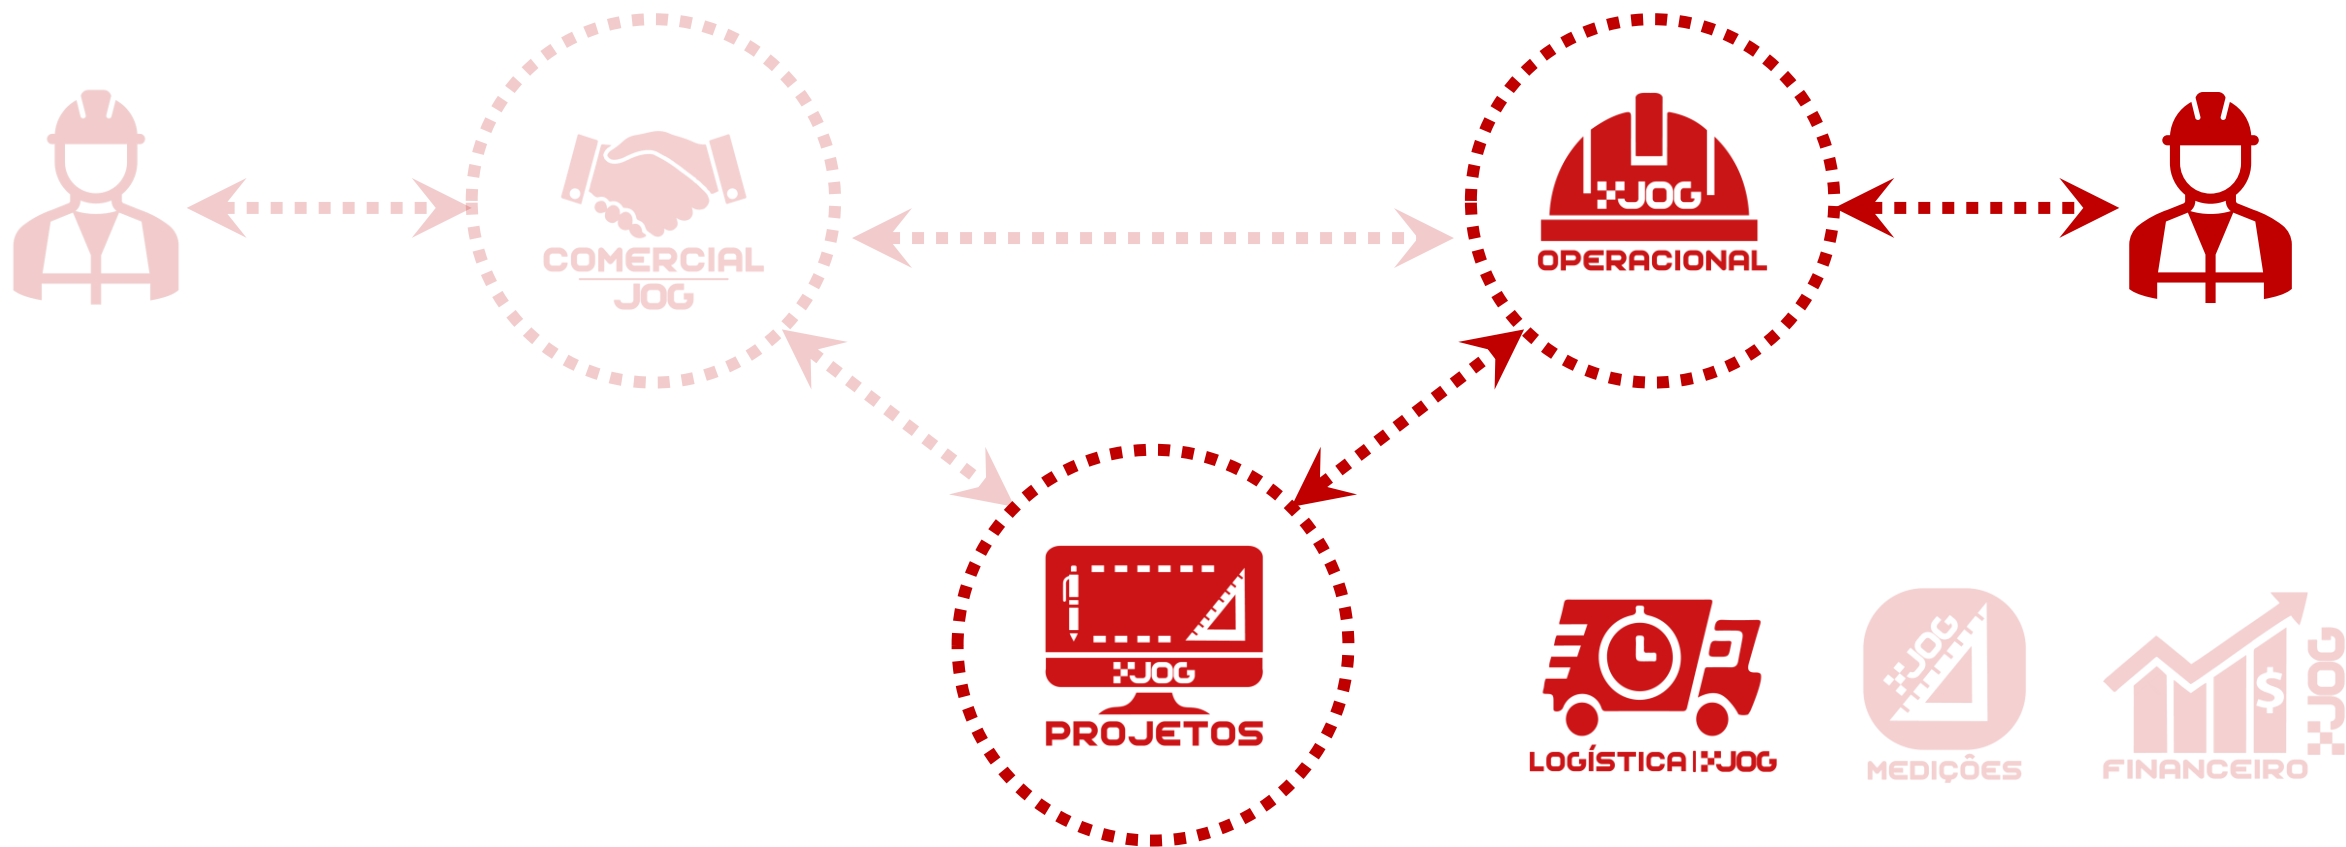 COMERCIAL
JOG
JOG
OPERACIONAL
JOG
PROJETOS
LOGÍSTICA | JOG
JOG
MEDIÇÕES
$
FINANCEIRO
JOG